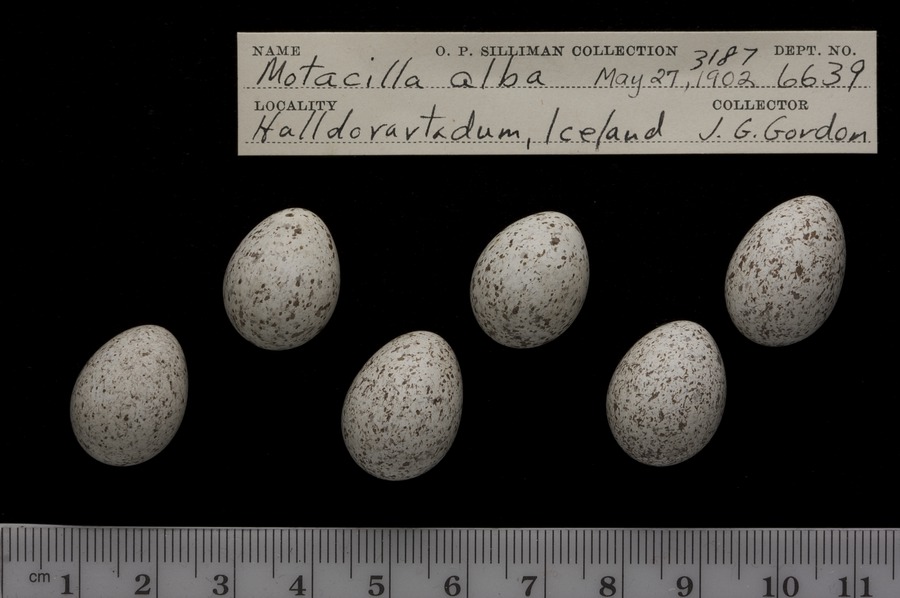 NAME O. P. SILLIMAN COLLECTION 3187 DEPT. NO.
Motacilla alba May 27, 1902 6639
LOCALITY COLLECTOR
Iceland J. G. Gordon
cm 1 2 3 4 5 6 7 8 9 10 11